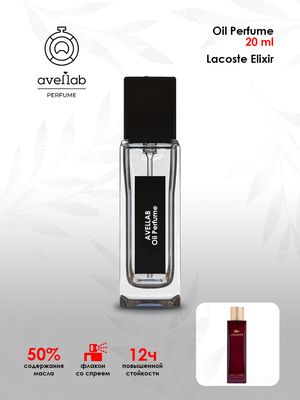 avellab
PERFUME
Oil Perfume
20 ml
Lacoste Elixir
AVELLAB
Oil Perfume
LACOSTE
50%
содержания
масла
флакон
со спреем
12ч
повышенной
стойкости